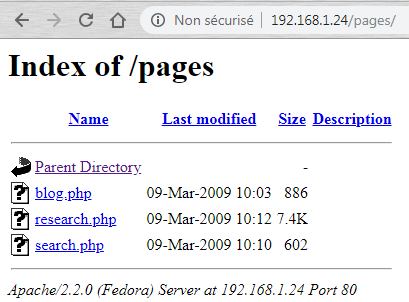 Non sécurisé | 192.168.1.24/pages/
Index of /pages
Name Last modified Size Description
Parent Directory -
blog.php 09-Mar-2009 10:03 886
research.php 09-Mar-2009 10:12 7.4K
search.php 09-Mar-2009 10:10 602
Apache/2.2.0 (Fedora) Server at 192.168.1.24 Port 80